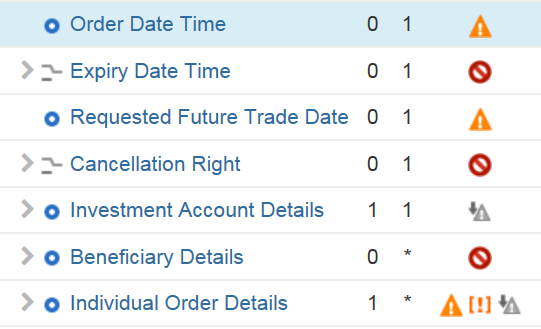 Order Date Time 0 1
Expiry Date Time 0 1
Requested Future Trade Date 0 1
Cancellation Right 0 1
Investment Account Details 1 1
Beneficiary Details 0 *
Individual Order Details 1 * [!]